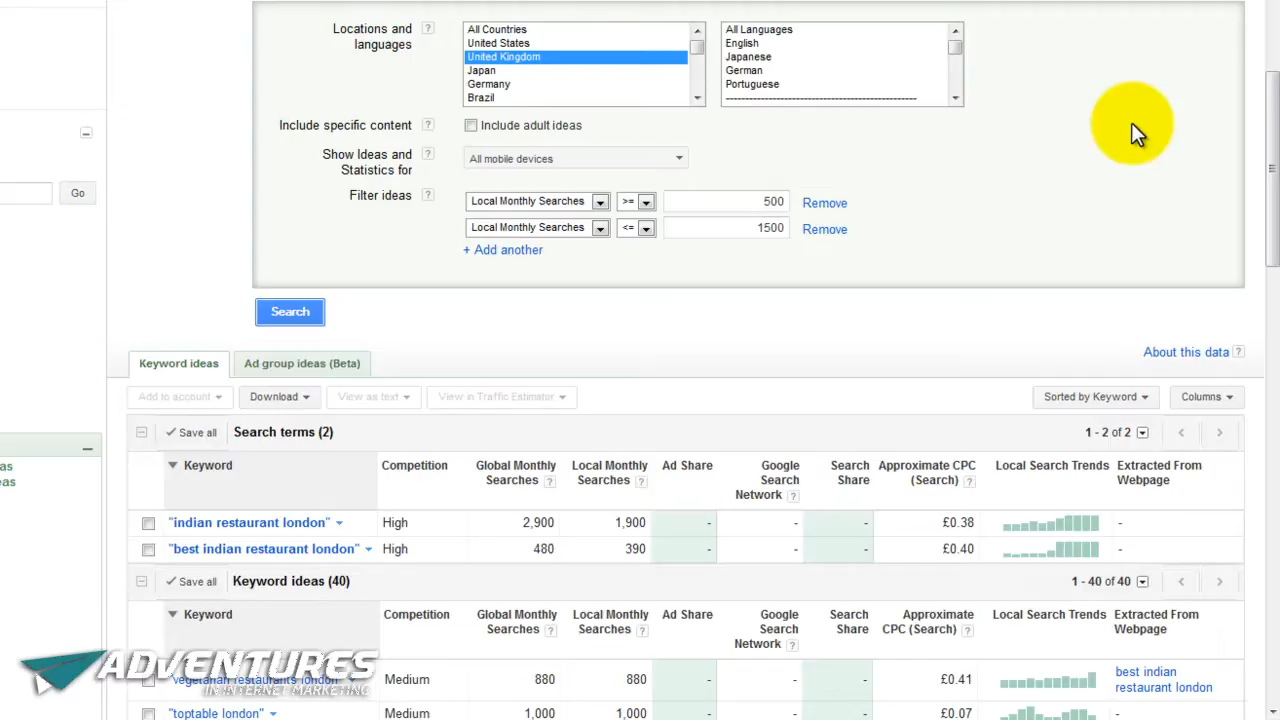 Locations and languages ?
All Countries
United States
United Kingdom
Japan
Germany
Brazil
All Languages
English
Japanese
German
Portuguese
Include specific content ? Include adult ideas
Show Ideas and Statistics for ? All mobile devices
Filter ideas ? Local Monthly Searches >= 500 Remove
Local Monthly Searches <= 1500 Remove
+ Add another
Go
Search
About this data ?
Keyword ideas Ad group ideas (Beta)
Add to account Download View as text View in Traffic Estimator Sorted by Keyword Columns
Save all Search terms (2) 1 - 2 of 2
Keyword Competition Global Monthly Searches ? Local Monthly Searches ? Ad Share Google Search Network ? Search Share Approximate CPC (Search) ? Local Search Trends Extracted From Webpage
"indian restaurant london" High 2,900 1,900 - - - £0.38 -
"best indian restaurant london" High 480 390 - - - £0.40 -
Save all Keyword ideas (40) 1 - 40 of 40
Keyword Competition Global Monthly Searches ? Local Monthly Searches ? Ad Share Google Search Network ? Search Share Approximate CPC (Search) ? Local Search Trends Extracted From Webpage
"vegetarian restaurants london" Medium 880 880 - - - £0.41 best indian restaurant london
"toptable london" Medium 1,000 1,000 - - - £0.07 -
as
eas
ADVENTURES
IN INTERNET MARKETING